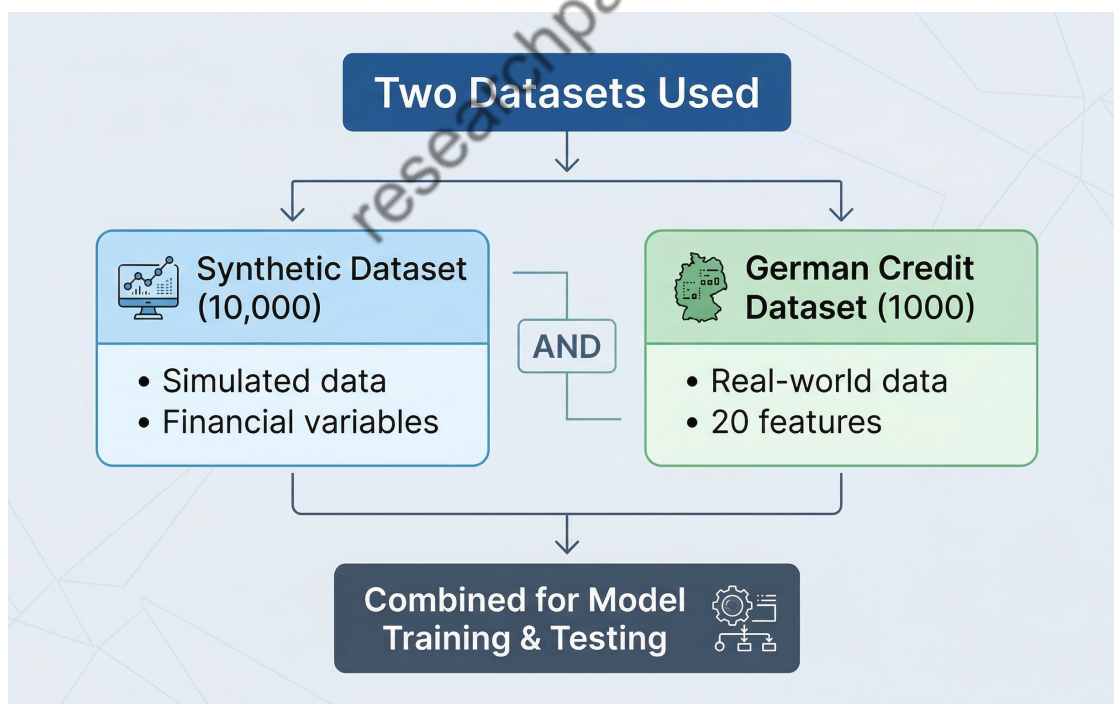 Two Datasets Used
researchpa
Synthetic Dataset
(10,000)
• Simulated data
• Financial variables
AND
German Credit
Dataset (1000)
• Real-world data
• 20 features
Combined for Model
Training & Testing